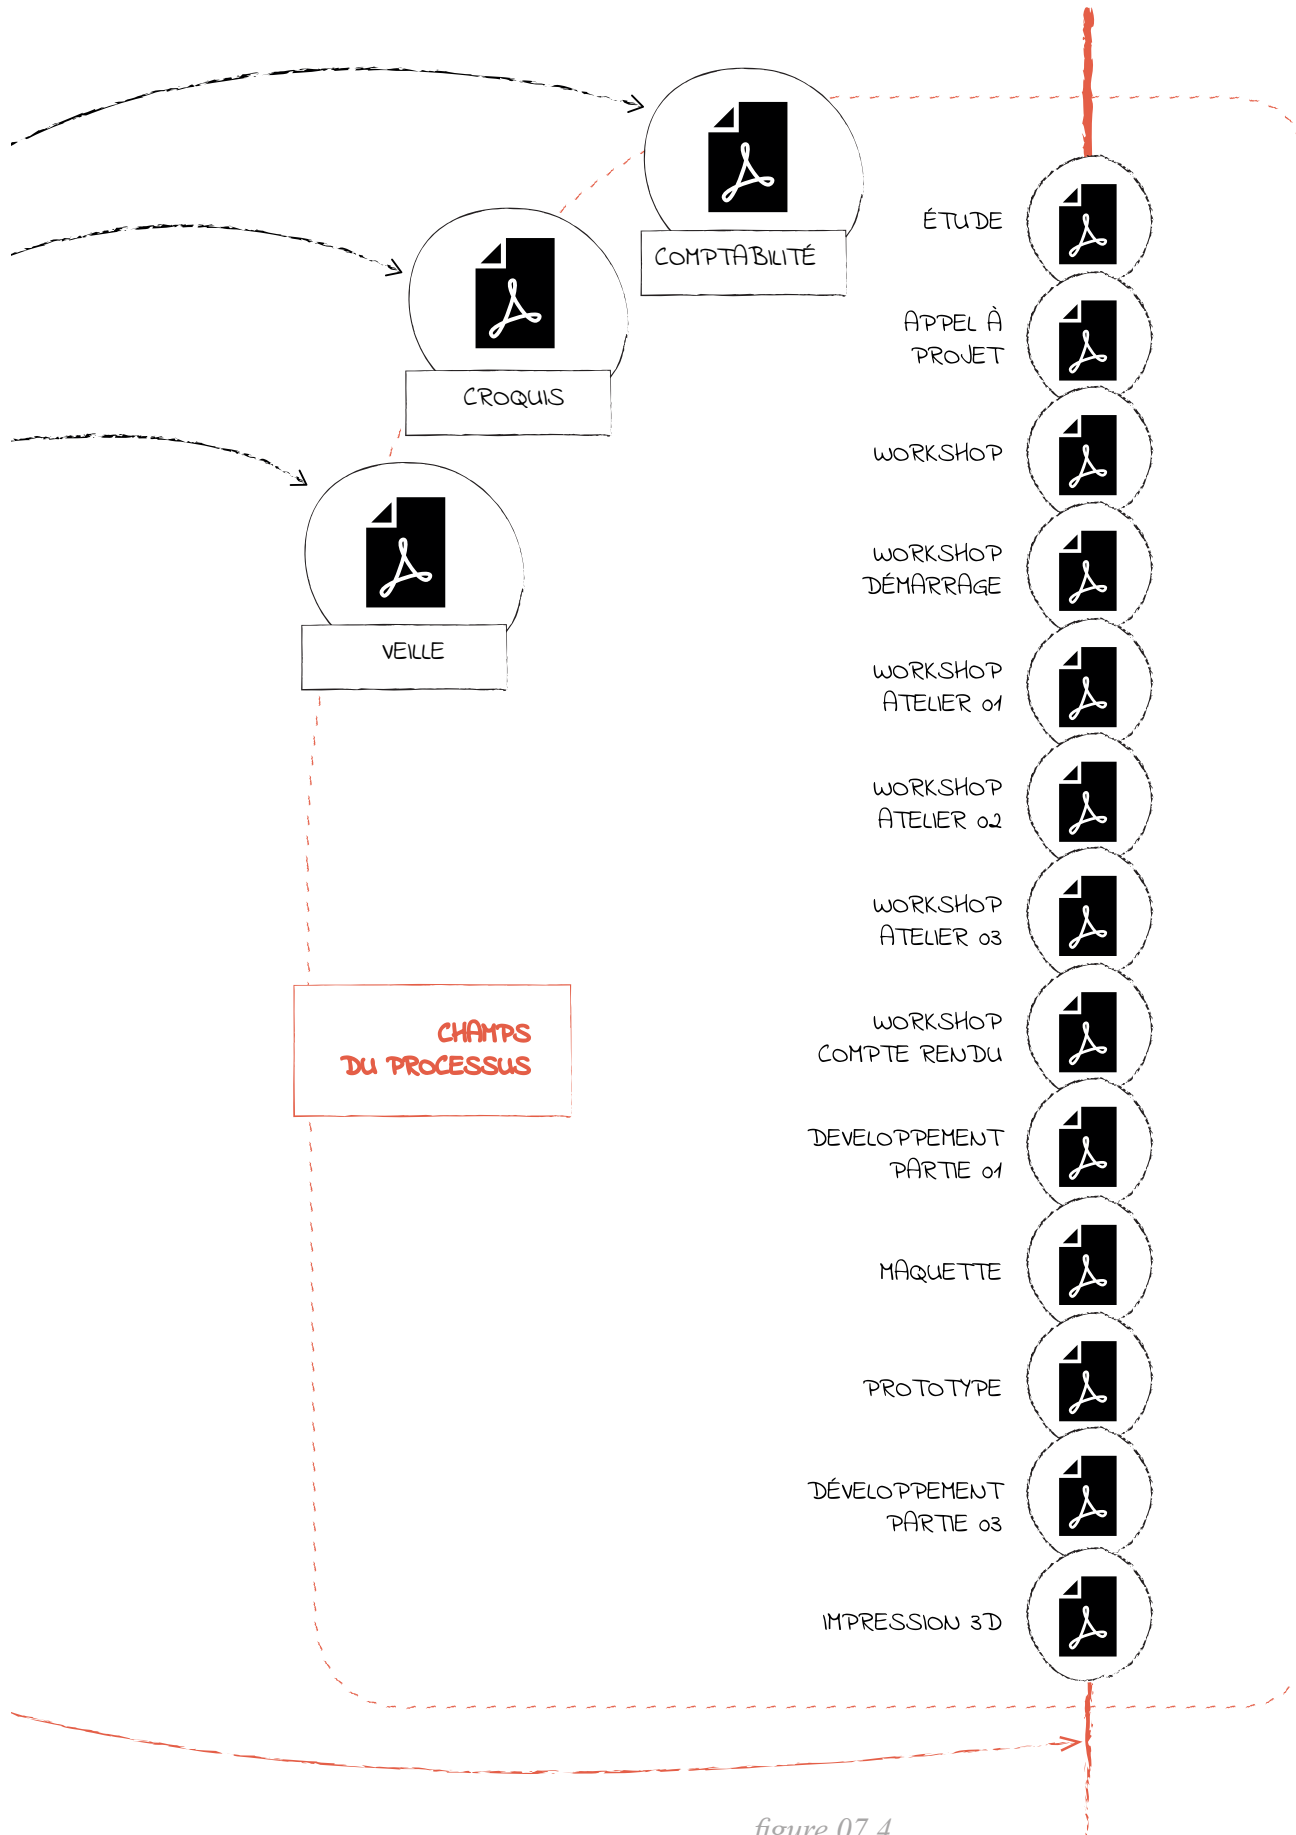 COMPTABILITÉ
CROQUIS
VEILLE
CHAMPS
DU PROCESSUS
ÉTUDE
APPEL À
PROJET
WORKSHOP
WORKSHOP
DÉMARRAGE
WORKSHOP
ATELIER 01
WORKSHOP
ATELIER 02
WORKSHOP
ATELIER 03
WORKSHOP
COMPTE RENDU
DEVELOPPEMENT
PARTIE 01
MAQUETTE
PROTOTYPE
DÉVELOPPEMENT
PARTIE 03
IMPRESSION 3D
figure 07.4